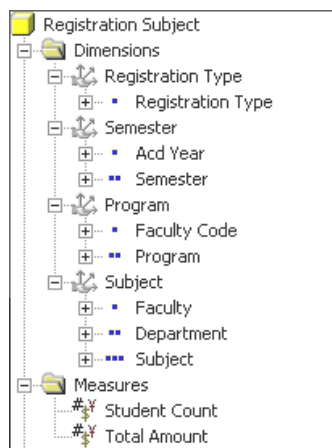 Registration Subject
Dimensions
Registration Type
Registration Type
Semester
Acd Year
Semester
Program
Faculty Code
Program
Subject
Faculty
Department
Subject
Measures
Student Count
Total Amount